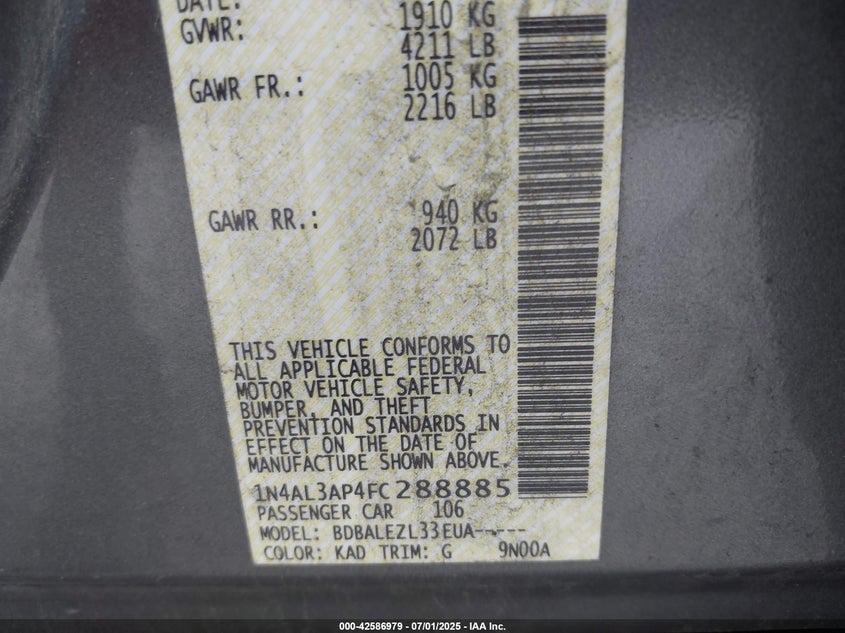 DATE:
GVWR: 1910 KG
4211 LB
GAWR FR.: 1005 KG
2216 LB
GAWR RR.: 940 KG
2072 LB
THIS VEHICLE CONFORMS TO
ALL APPLICABLE FEDERAL
MOTOR VEHICLE SAFETY,
BUMPER, AND THEFT
PREVENTION STANDARDS IN
EFFECT ON THE DATE OF
MANUFACTURE SHOWN ABOVE.
1N4AL3AP4FC288885
PASSENGER CAR 106
MODEL: BDBALEZL33EUA-----
COLOR: KAD TRIM: G 9N00A
000-42586979 - 07/01/2025 - IAA Inc.